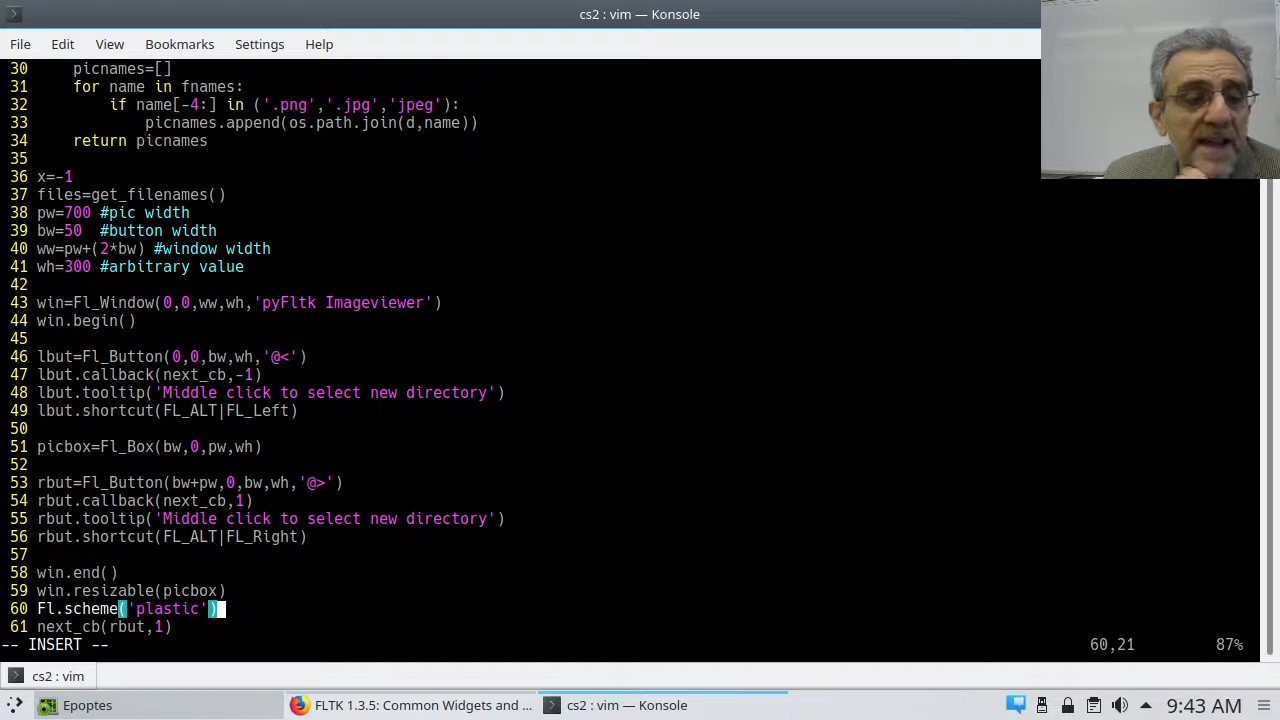 cs2 : vim — Konsole
File Edit View Bookmarks Settings Help
30     picnames=[]
31     for name in fnames:
32         if name[-4:] in ('.png','.jpg','jpeg'):
33             picnames.append(os.path.join(d,name))
34     return picnames
35
36 x=-1
37 files=get_filenames()
38 pw=700 #pic width
39 bw=50  #button width
40 ww=pw+(2*bw) #window width
41 wh=300 #arbitrary value
42
43 win=Fl_Window(0,0,ww,wh,'pyFltk Imageviewer')
44 win.begin()
45
46 lbut=Fl_Button(0,0,bw,wh,'@<')
47 lbut.callback(next_cb,-1)
48 lbut.tooltip('Middle click to select new directory')
49 lbut.shortcut(FL_ALT|FL_Left)
50
51 picbox=Fl_Box(bw,0,pw,wh)
52
53 rbut=Fl_Button(bw+pw,0,bw,wh,'@>')
54 rbut.callback(next_cb,1)
55 rbut.tooltip('Middle click to select new directory')
56 rbut.shortcut(FL_ALT|FL_Right)
57
58 win.end()
59 win.resizable(picbox)
60 Fl.scheme('plastic')
61 next_cb(rbut,1)
-- INSERT -- 60,21 87%
cs2 : vim
Epoptes FLTK 1.3.5: Common Widgets and ... cs2 : vim — Konsole 9:43 AM